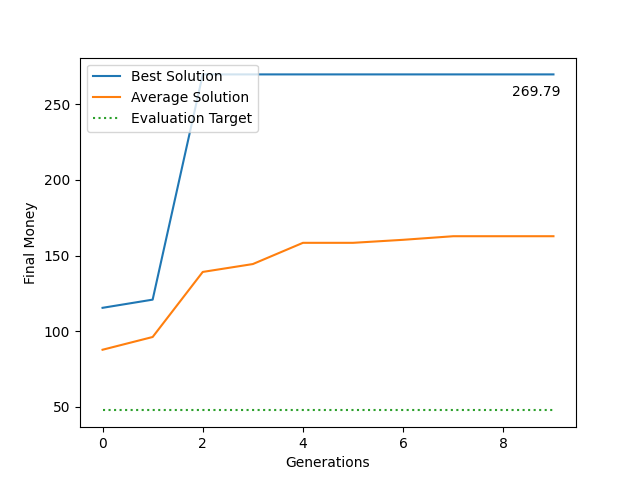 Best Solution
Average Solution
Evaluation Target
269.79
250
200
150
100
50
Final Money
0 2 4 6 8
Generations